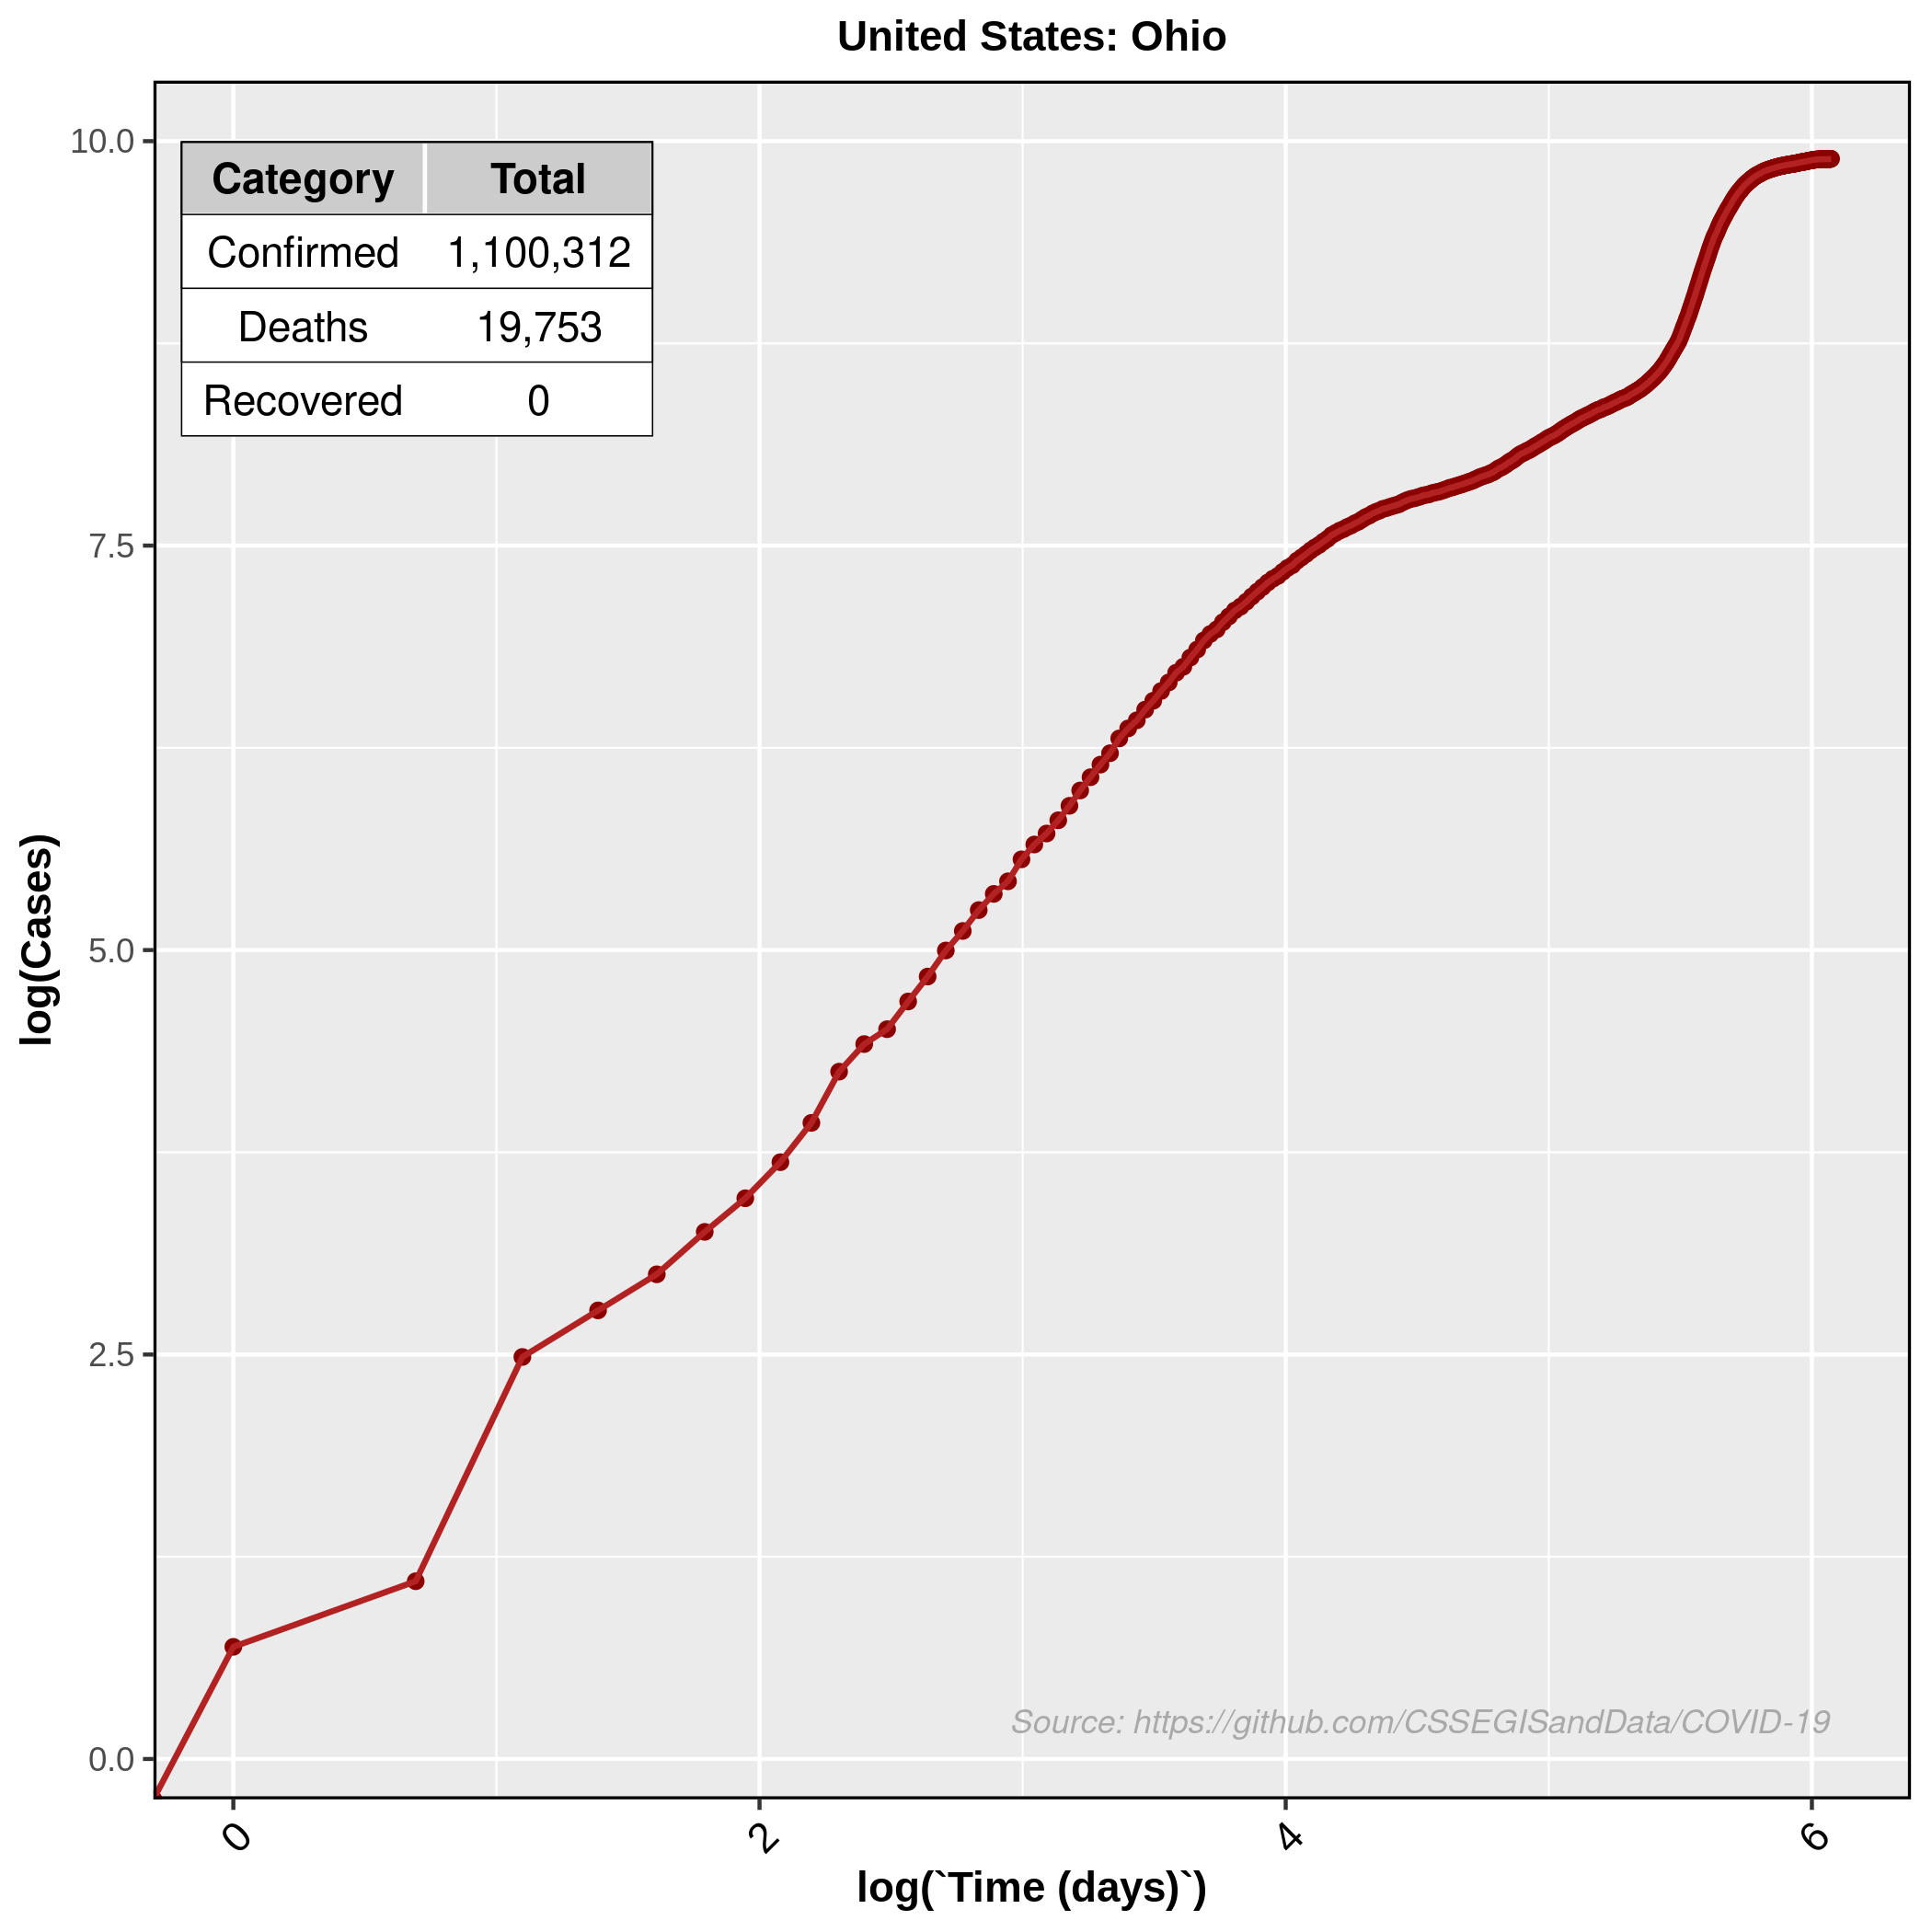 United States: Ohio
Category Total
Confirmed 1,100,312
Deaths 19,753
Recovered 0
10.0
7.5
5.0
2.5
0.0
log(Cases)
Source: https://github.com/CSSEGISandData/COVID-19
0 2 4 6
log(`Time (days)`)